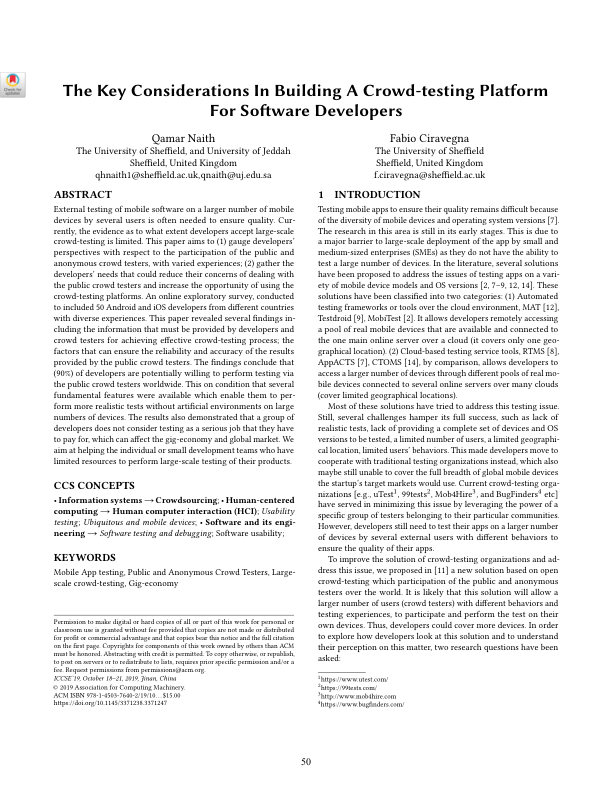 Check for
updates
The Key Considerations In Building A Crowd-testing Platform
For Software Developers
Qamar Naith
The University of Sheffield, and University of Jeddah
Sheffield, United Kingdom
qhnaith1@sheffield.ac.uk,qnaith@uj.edu.sa
Fabio Ciravegna
The University of Sheffield
Sheffield, United Kingdom
f.ciravegna@sheffield.ac.uk
ABSTRACT
External testing of mobile software on a larger number of mobile
devices by several users is often needed to ensure quality. Cur-
rently, the evidence as to what extent developers accept large-scale
crowd-testing is limited. This paper aims to (1) gauge developers'
perspectives with respect to the participation of the public and
anonymous crowd testers, with varied experiences; (2) gather the
developers' needs that could reduce their concerns of dealing with
the public crowd testers and increase the opportunity of using the
crowd-testing platforms. An online exploratory survey, conducted
to included 50 Android and iOS developers from different countries
with diverse experiences. This paper revealed several findings in-
cluding the information that must be provided by developers and
crowd testers for achieving effective crowd-testing process; the
factors that can ensure the reliability and accuracy of the results
provided by the public crowd testers. The findings conclude that
(90%) of developers are potentially willing to perform testing via
the public crowd testers worldwide. This on condition that several
fundamental features were available which enable them to per-
form more realistic tests without artificial environments on large
numbers of devices. The results also demonstrated that a group of
developers does not consider testing as a serious job that they have
to pay for, which can affect the gig-economy and global market. We
aim at helping the individual or small development teams who have
limited resources to perform large-scale testing of their products.
CCS CONCEPTS
• Information systems → Crowdsourcing; • Human-centered
computing → Human computer interaction (HCI); Usability
testing; Ubiquitous and mobile devices; • Software and its engi-
neering → Software testing and debugging; Software usability;
KEYWORDS
Mobile App testing, Public and Anonymous Crowd Testers, Large-
scale crowd-testing, Gig-economy
Permission to make digital or hard copies of all or part of this work for personal or
classroom use is granted without fee provided that copies are not made or distributed
for profit or commercial advantage and that copies bear this notice and the full citation
on the first page. Copyrights for components of this work owned by others than ACM
must be honored. Abstracting with credit is permitted. To copy otherwise, or republish,
to post on servers or to redistribute to lists, requires prior specific permission and/or a
fee. Request permissions from permissions@acm.org.
ICCSE'19, October 18–21, 2019, Jinan, China
© 2019 Association for Computing Machinery.
ACM ISBN 978-1-4503-7640-2/19/10...$15.00
https://doi.org/10.1145/3371238.3371247
1 INTRODUCTION
Testing mobile apps to ensure their quality remains difficult because
of the diversity of mobile devices and operating system versions [7].
The research in this area is still in its early stages. This is due to
a major barrier to large-scale deployment of the app by small and
medium-sized enterprises (SMEs) as they do not have the ability to
test a large number of devices. In the literature, several solutions
have been proposed to address the issues of testing apps on a vari-
ety of mobile device models and OS versions [2, 7–9, 12, 14]. These
solutions have been classified into two categories: (1) Automated
testing frameworks or tools over the cloud environment, MAT [12],
Testdroid [9], MobiTest [2]. It allows developers remotely accessing
a pool of real mobile devices that are available and connected to
the one main online server over a cloud (it covers only one geo-
graphical location). (2) Cloud-based testing service tools, RTMS [8],
AppACTS [7], CTOMS [14], by comparison, allows developers to
access a larger number of devices through different pools of real mo-
bile devices connected to several online servers over many clouds
(cover limited geographical locations).
Most of these solutions have tried to address this testing issue.
Still, several challenges hamper its full success, such as lack of
realistic tests, lack of providing a complete set of devices and OS
versions to be tested, a limited number of users, a limited geographi-
cal location, limited users' behaviors. This made developers move to
cooperate with traditional testing organizations instead, which also
maybe still unable to cover the full breadth of global mobile devices
the startup's target markets would use. Current crowd-testing orga-
nizations [e.g., uTest¹, 99tests², Mob4Hire³, and BugFinders⁴ etc]
have served in minimizing this issue by leveraging the power of a
specific group of testers belonging to their particular communities.
However, developers still need to test their apps on a larger number
of devices by several external users with different behaviors to
ensure the quality of their apps.
To improve the solution of crowd-testing organizations and ad-
dress this issue, we proposers in [11] a new solution based on open
crowd-testing which participation of the public and anonymous
testers over the world. It is likely that this solution will allow a
larger number of users (crowd testers) with different behaviors and
testing experiences, to participate and perform the test on their
own devices. Thus, developers could cover more devices. In order
to explore how developers look at this solution and to understand
their perception on this matter, two research questions have been
asked:
¹https://www.utest.com/
²https://99tests.com/
³http://www.mob4hire.com
⁴https://www.bugfinders.com/
50